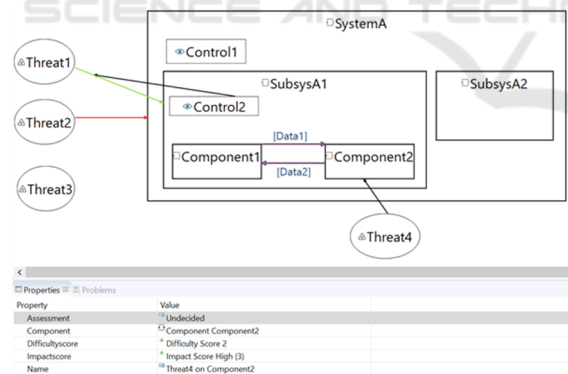 SCIENCE AND TECHN
SystemA
Threat1
Control1
SubsysA1
SubsysA2
Control2
Threat2
[Data1]
Component1
Component2
[Data2]
Threat3
Threat4
Properties
Problems
Property Value
Assessment Undecided
Component Component Component2
Difficultyscore Difficulty Score 2
Impactscore Impact Score High (3)
Name Threat4 on Component2